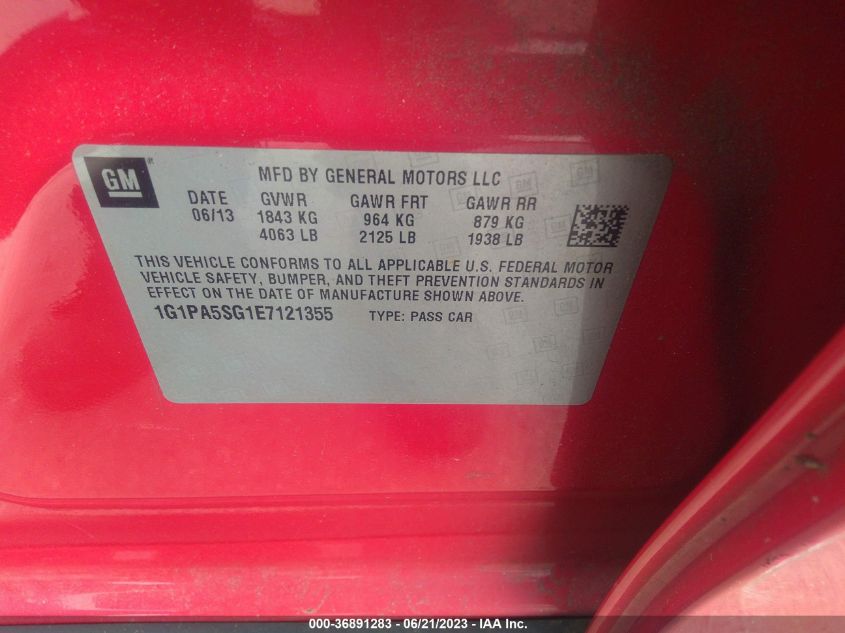 GM
MFD BY GENERAL MOTORS LLC
DATE GVWR GAWR FRT GAWR RR
06/13 1843 KG 964 KG 879 KG
4063 LB 2125 LB 1938 LB
THIS VEHICLE CONFORMS TO ALL APPLICABLE U.S. FEDERAL MOTOR
VEHICLE SAFETY, BUMPER, AND THEFT PREVENTION STANDARDS IN
EFFECT ON THE DATE OF MANUFACTURE SHOWN ABOVE.
1G1PA5SG1E7121355 TYPE: PASS CAR
000-36891283 - 06/21/2023 - © IAA Inc.